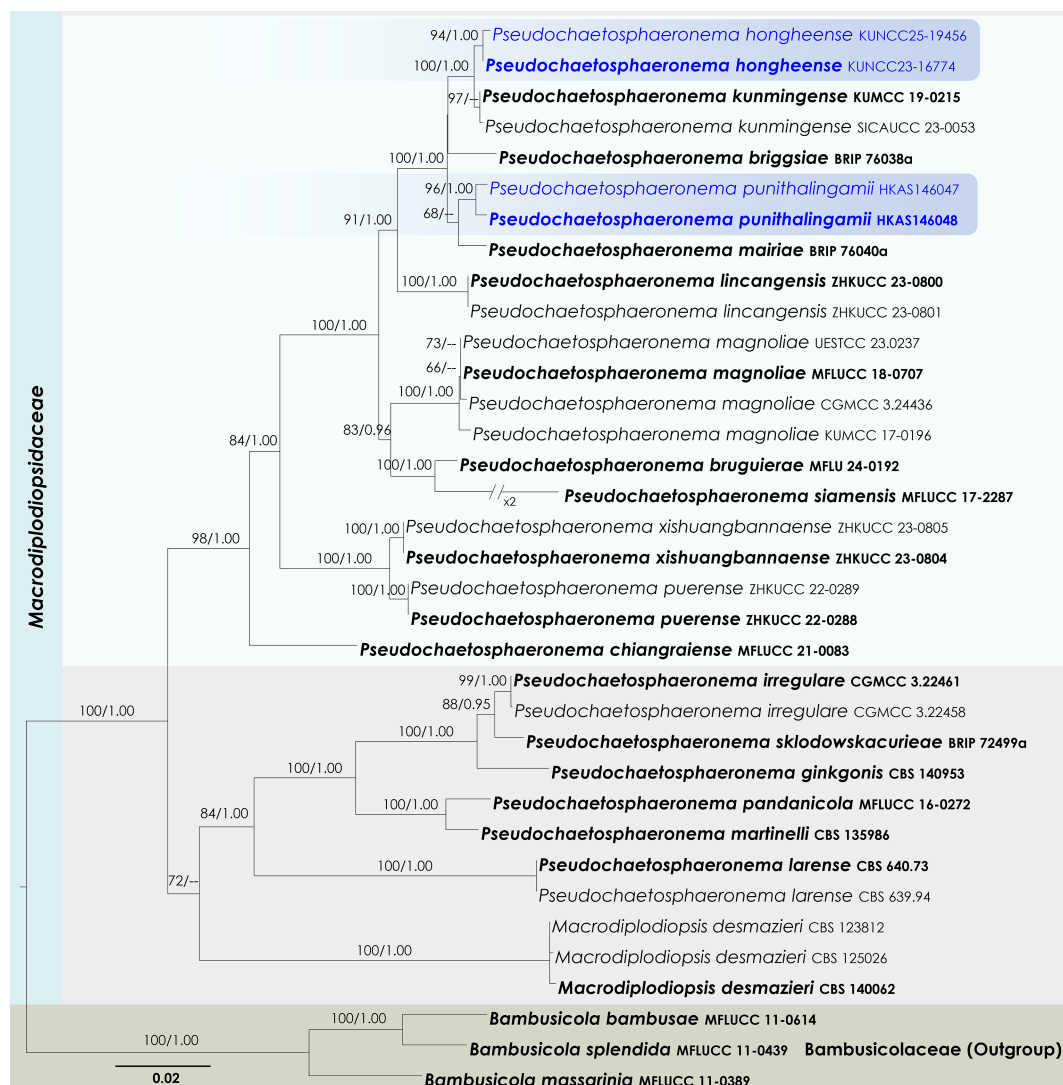 94/1.00
Pseudochaetosphaeronema hongheense KUNCC25-19456
100/1.00
Pseudochaetosphaeronema hongheense KUNCC23-16774
97/--
Pseudochaetosphaeronema kunmingense KUMCC 19-0215
Pseudochaetosphaeronema kunmingense SICAUCC 23-0053
100/1.00
Pseudochaetosphaeronema briggsiae BRIP 76038a
96/1.00
Pseudochaetosphaeronema punithalingamii HKAS146047
91/1.00
68/--
Pseudochaetosphaeronema punithalingamii HKAS146048
Pseudochaetosphaeronema mairiae BRIP 76040a
100/1.00
Pseudochaetosphaeronema lincangensis ZHKUCC 23-0800
Pseudochaetosphaeronema lincangensis ZHKUCC 23-0801
100/1.00
73/--
Pseudochaetosphaeronema magnoliae UESTCC 23.0237
66/--
Pseudochaetosphaeronema magnoliae MFLUCC 18-0707
100/1.00
Pseudochaetosphaeronema magnoliae CGMCC 3.24436
83/0.96
Pseudochaetosphaeronema magnoliae KUMCC 17-0196
84/1.00
100/1.00
Pseudochaetosphaeronema bruguierae MFLU 24-0192
x2
Pseudochaetosphaeronema siamensis MFLUCC 17-2287
100/1.00
Pseudochaetosphaeronema xishuangbannaense ZHKUCC 23-0805
98/1.00
100/1.00
Pseudochaetosphaeronema xishuangbannaense ZHKUCC 23-0804
100/1.00
Pseudochaetosphaeronema puerense ZHKUCC 22-0289
Pseudochaetosphaeronema puerense ZHKUCC 22-0288
Pseudochaetosphaeronema chiangraiense MFLUCC 21-0083
Macrodiplodiopsidaceae
99/1.00
Pseudochaetosphaeronema irregulare CGMCC 3.22461
88/0.95
100/1.00
Pseudochaetosphaeronema irregulare CGMCC 3.22458
100/1.00
Pseudochaetosphaeronema sklodowskacurieae BRIP 72499a
100/1.00
Pseudochaetosphaeronema ginkgonis CBS 140953
100/1.00
Pseudochaetosphaeronema pandanicola MFLUCC 16-0272
84/1.00
Pseudochaetosphaeronema martinelli CBS 135986
100/1.00
Pseudochaetosphaeronema larense CBS 640.73
72/--
Pseudochaetosphaeronema larense CBS 639.94
Macrodiplodiopsis desmazieri CBS 123812
100/1.00
Macrodiplodiopsis desmazieri CBS 125026
Macrodiplodiopsis desmazieri CBS 140062
100/1.00
Bambusicola bambusae MFLUCC 11-0614
100/1.00
Bambusicola splendida MFLUCC 11-0439 Bambusicolaceae (Outgroup)
0.02
Bambusicola massarinia MFLUCC 11-0389